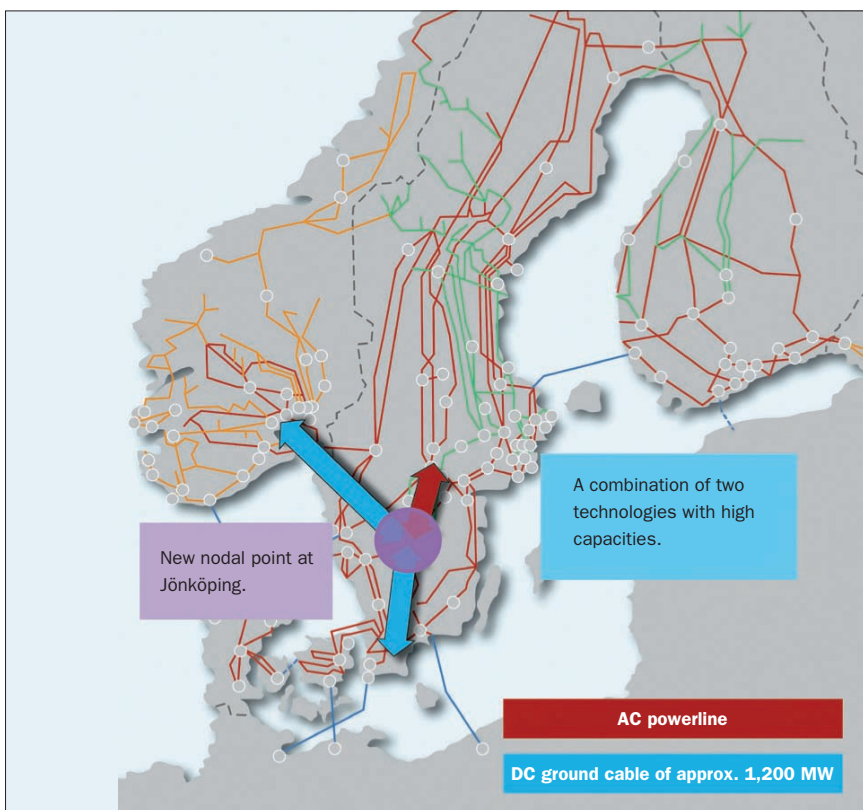 New nodal point at
Jönköping.
A combination of two
technologies with high
capacities.
AC powerline
DC ground cable of approx. 1,200 MW